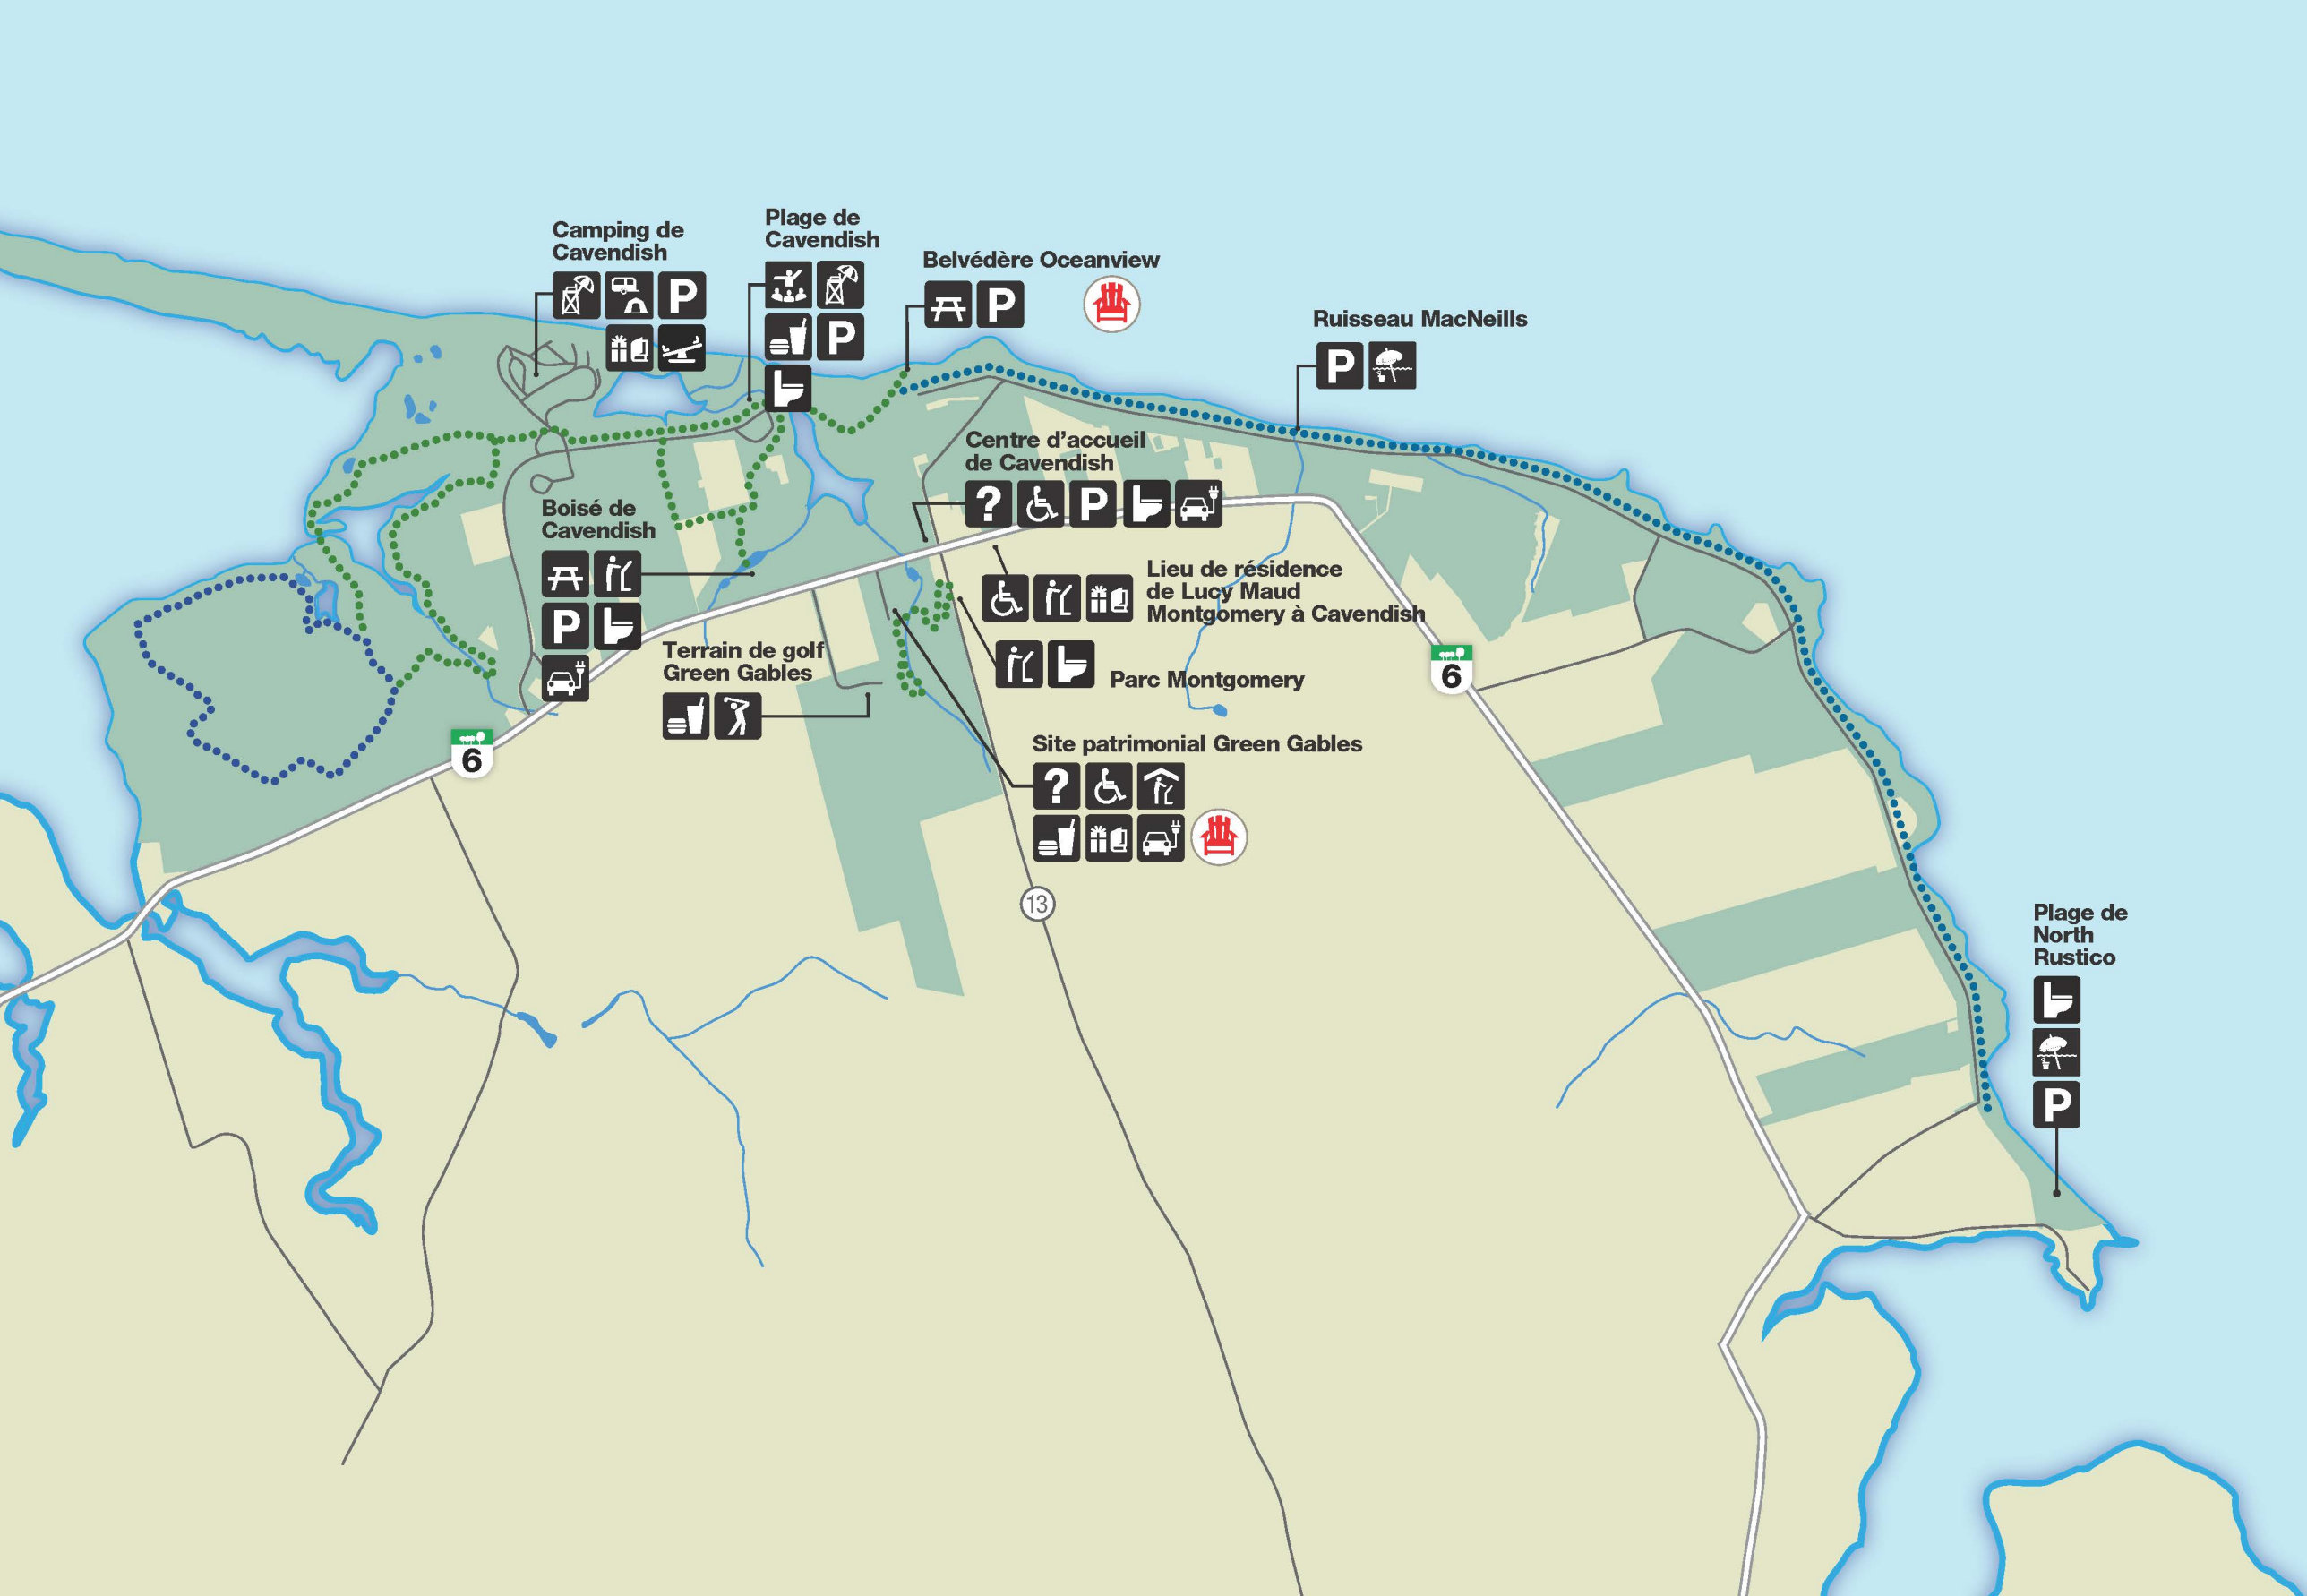 Camping de
Cavendish
P
Plage de
Cavendish
P
Belvédère Oceanview
P
Ruisseau MacNeills
P
Centre d'accueil
de Cavendish
? P
Boisé de
Cavendish
P
Lieu de résidence
de Lucy Maud
Montgomery à Cavendish
Terrain de golf
Green Gables
Parc Montgomery
6
6
Site patrimonial Green Gables
?
13
Plage de
North
Rustico
P